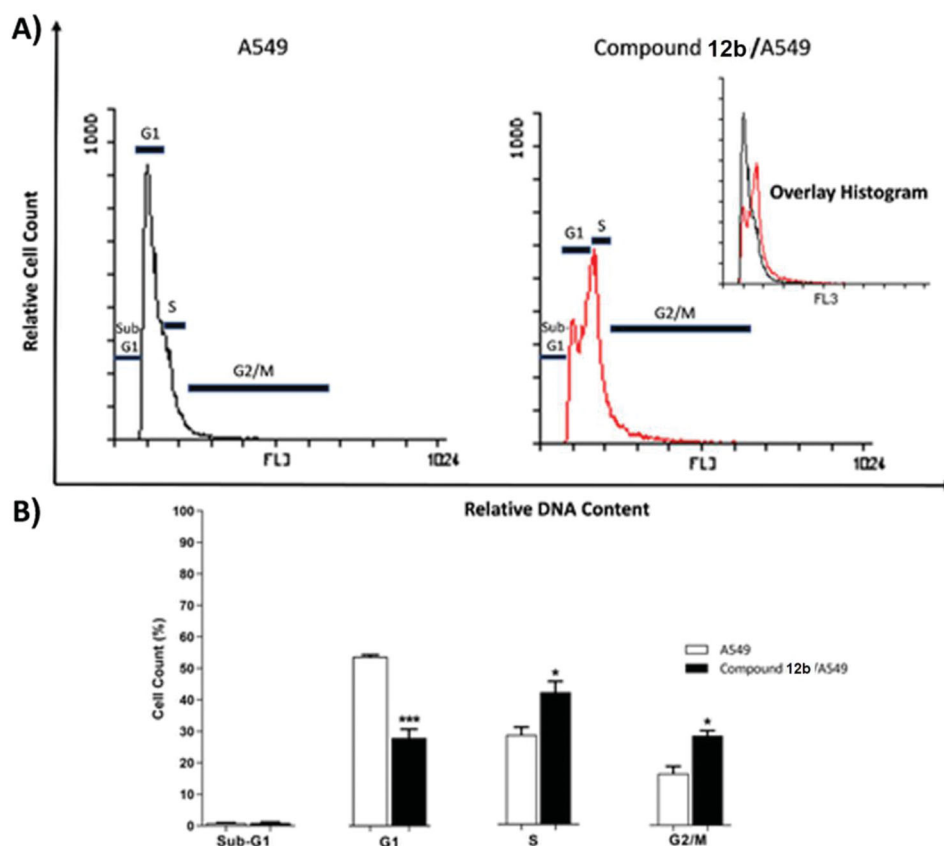 A)
A549
Compound 12b/A549
Relative Cell Count
1000
G1
S
Sub-
G1
G2/M
FL3
1024
1000
G1
S
Sub-
G1
G2/M
FL3
1024
Overlay Histogram
FL3
Relative DNA Content
B)
Cell Count (%)
100
90
80
70
60
50
40
30
20
10
0
***
*
*
A549
Compound 12b/A549
Sub-G1
G1
S
G2/M